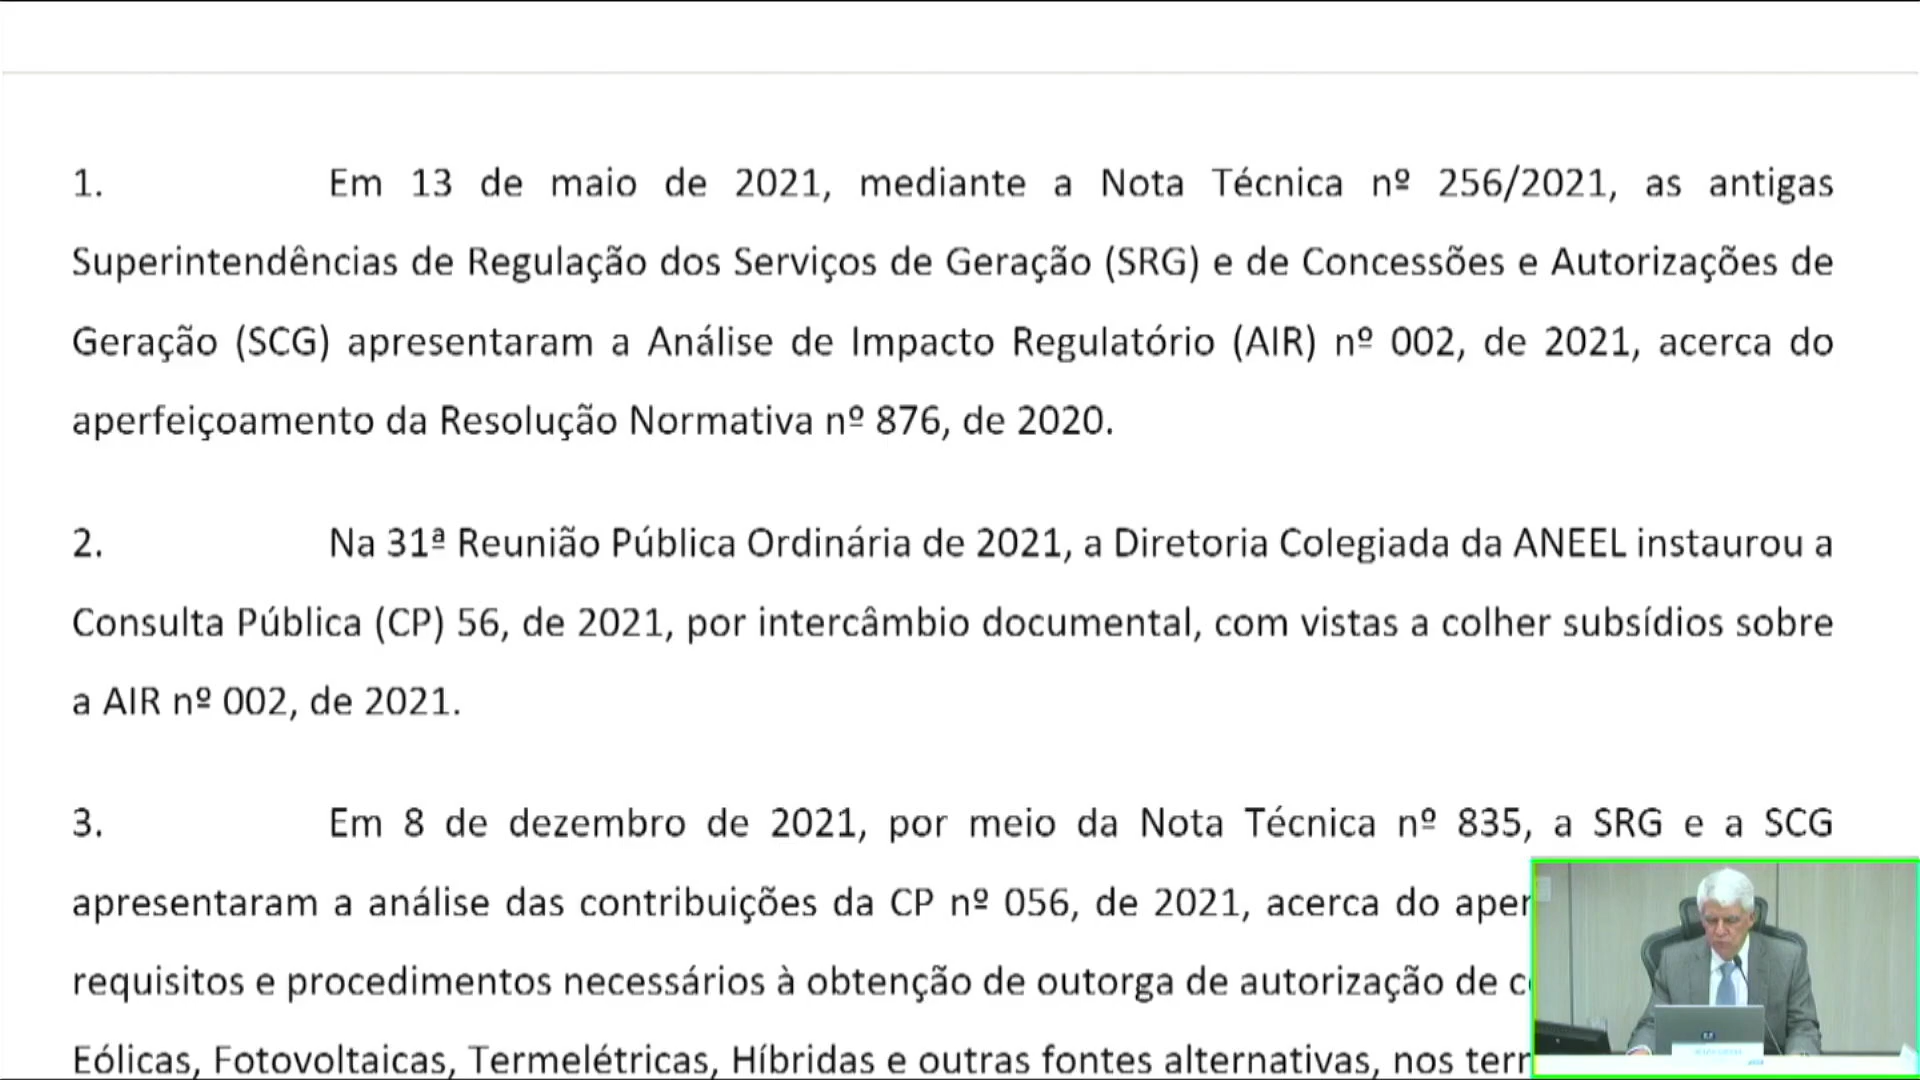 1. Em 13 de maio de 2021, mediante a Nota Técnica nº 256/2021, as antigas
Superintendências de Regulação dos Serviços de Geração (SRG) e de Concessões e Autorizações de
Geração (SCG) apresentaram a Análise de Impacto Regulatório (AIR) nº 002, de 2021, acerca do
aperfeiçoamento da Resolução Normativa nº 876, de 2020.
2. Na 31ª Reunião Pública Ordinária de 2021, a Diretoria Colegiada da ANEEL instaurou a
Consulta Pública (CP) 56, de 2021, por intercâmbio documental, com vistas a colher subsídios sobre
a AIR nº 002, de 2021.
3. Em 8 de dezembro de 2021, por meio da Nota Técnica nº 835, a SRG e a SCG
apresentaram a análise das contribuições da CP nº 056, de 2021, acerca do aper
requisitos e procedimentos necessários à obtenção de outorga de autorização de c
Eólicas, Fotovoltaicas, Termelétricas, Híbridas e outras fontes alternativas, nos terr